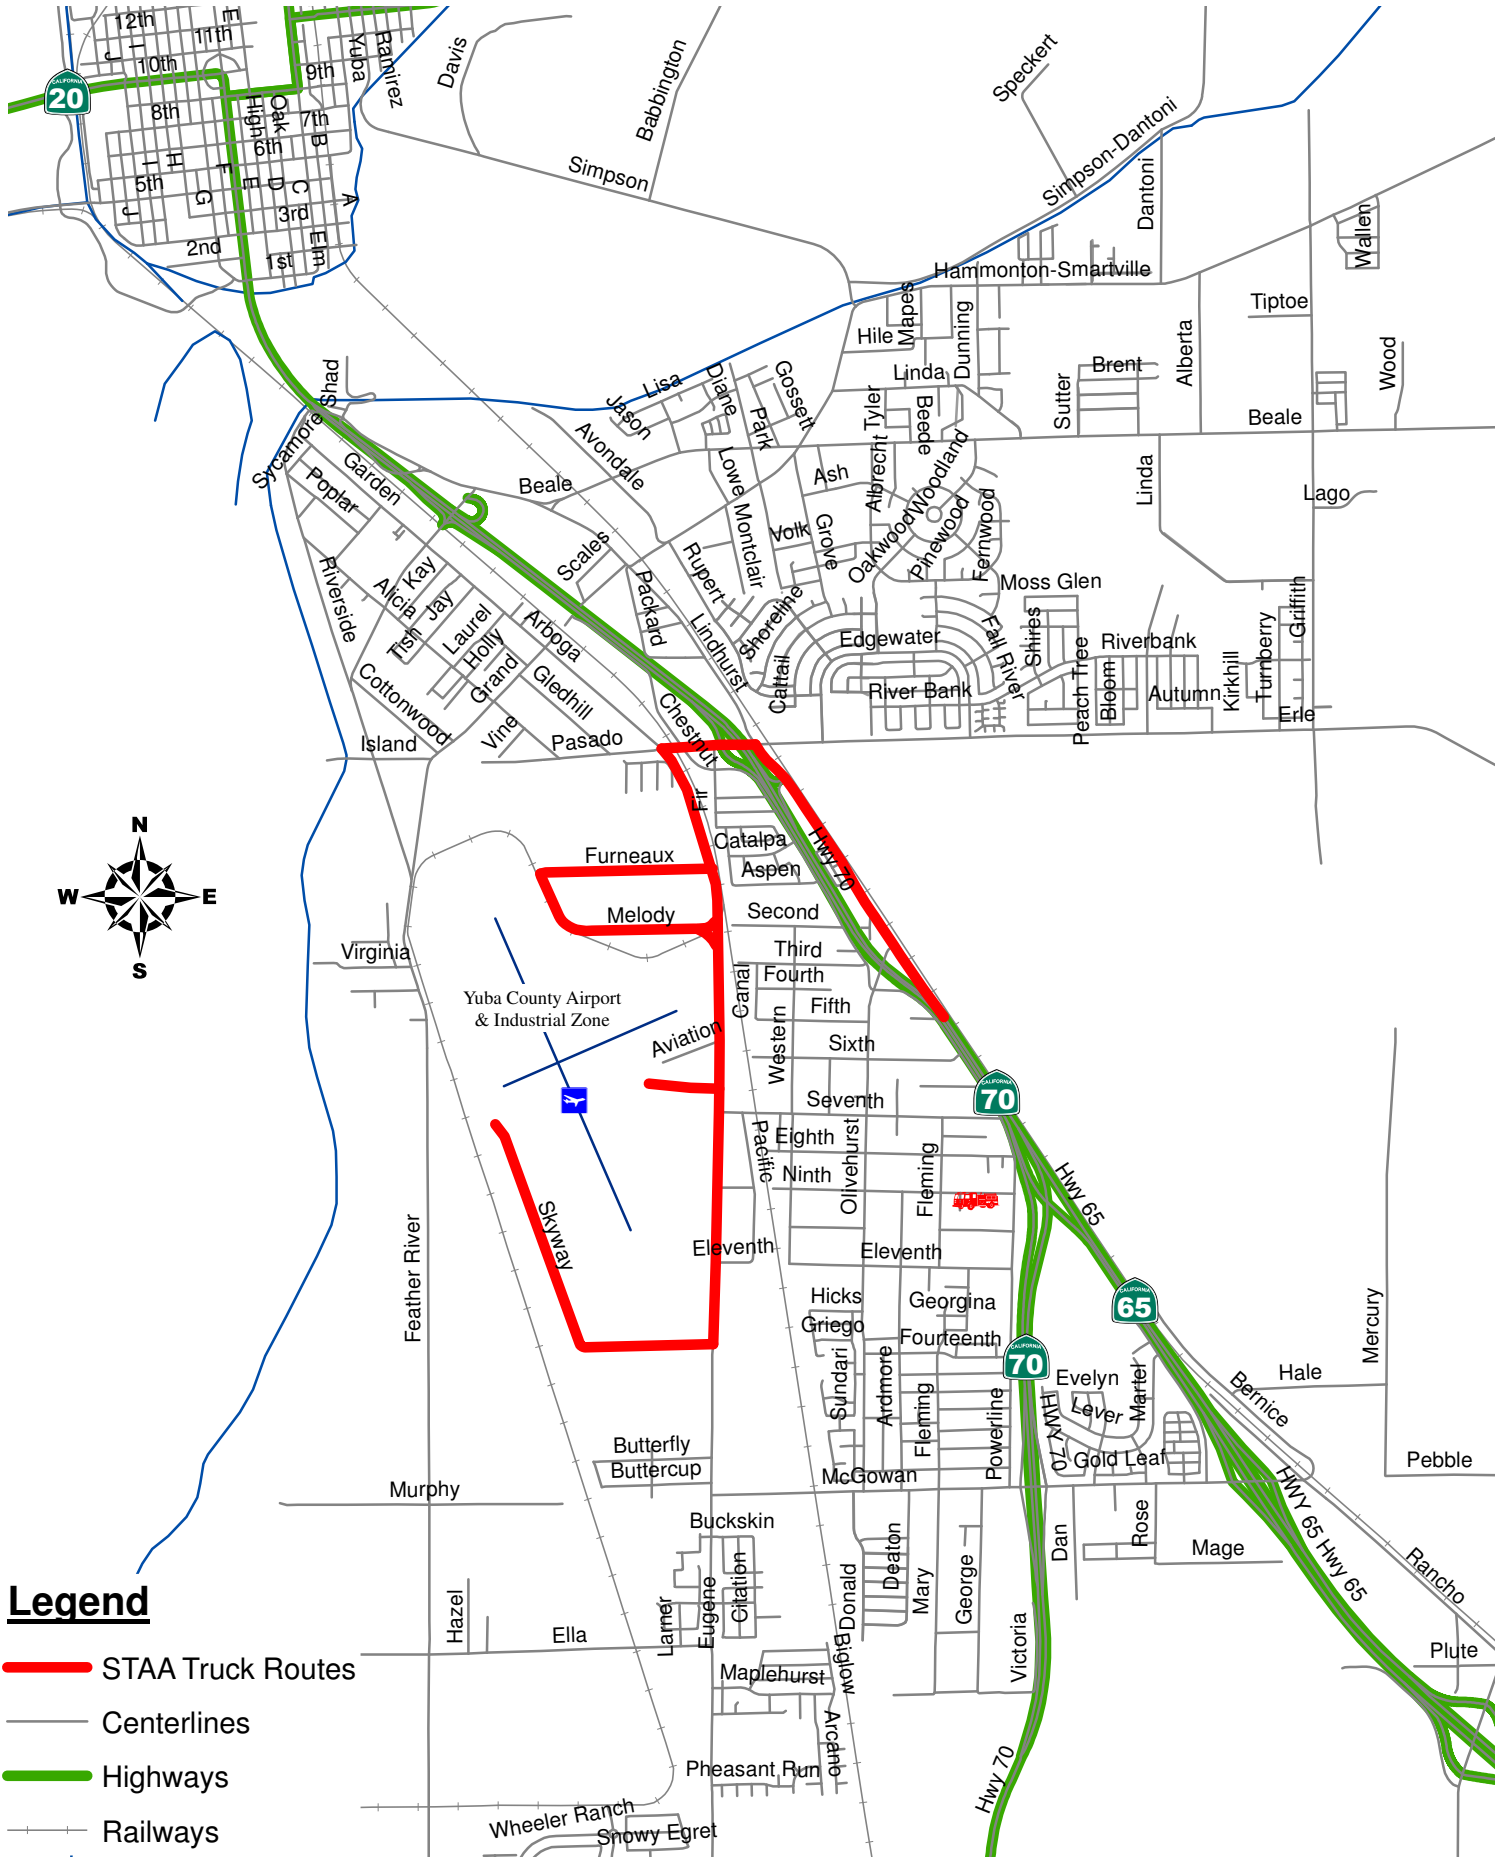 12th
E
11th
I
J
10th
9th
Yuba
Ramirez
Davis
Babbington
Speckert
CALIFORNIA
20
8th
High
Oak
7th
6th
B
I
H
F
5th
G
E
D
C
A
J
3rd
2nd
1st
Elm
Simpson
Simpson-Dantoni
Dantoni
Wallen
Hammonton-Smartville
Mapes
Hile
Dunning
Tiptoe
Alberta
Wood
Linda
Brent
Sutter
Beale
Shad
Sycamore
Lisa
Diane
Gossett
Jason
Park
Tyler
Beede
Avondale
Garden
Poplar
Beale
Lowe
Ash
Albrecht
Woodland
Linda
Lago
Montclair
Volk
Grove
Oakwood
Pinewood
Fernwood
Scales
Rupert
Moss Glen
Riverside
Kay
Alicia
Jay
Tish
Laurel
Holly
Grand
Arboga
Packard
Lindhurst
Shoreline
Edgewater
Fall River
Shires
Riverbank
Griffith
Gledhill
Cattail
River Bank
Peach Tree
Bloom
Autumn
Kirkhill
Turnberry
Erle
Cottonwood
Chestnut
Vine
Island
Pasado
Fir
N
W
E
S
Furneaux
Catalpa
Hwy 70
Aspen
Melody
Second
Virginia
Third
Fourth
Canal
Yuba County Airport
& Industrial Zone
Fifth
Aviation
Western
Sixth
CALIFORNIA
70
Seventh
Pacific
Eighth
Olivehurst
Fleming
Ninth
Hwy 65
Skyway
Feather River
Eleventh
Eleventh
CALIFORNIA
65
Hicks
Georgina
Griego
Fourteenth
Mercury
CALIFORNIA
70
Sundari
Ardmore
Fleming
Powerline
Evelyn
Lever
Martel
HWY 70
Hale
Bernice
Butterfly
Buttercup
McGowan
Gold Leaf
Pebble
Murphy
HWY 65
Buckskin
Deaton
Dan
Rose
Mage
Hwy 65
Rancho
Legend
Hazel
Citation
Eugene
Larner
Donald
Mary
George
Victoria
Ella
Biglow
Plute
STAA Truck Routes
Maplehurst
Centerlines
Arcano
Highways
Pheasant Run
Hwy 70
Railways
Wheeler Ranch
Snowy Egret